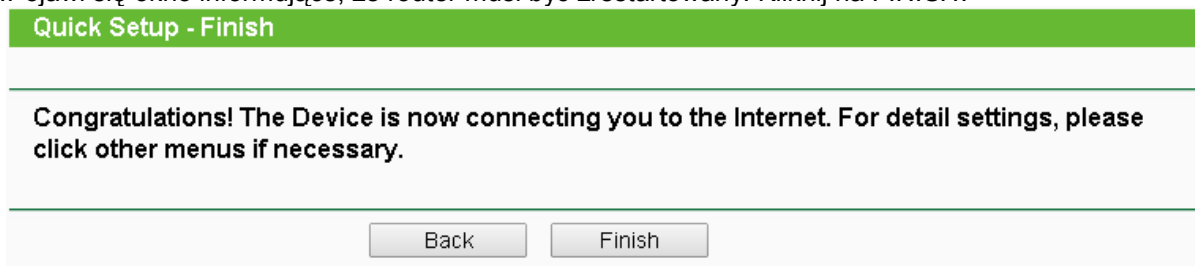 Quick Setup - Finish
Congratulations! The Device is now connecting you to the Internet. For detail settings, please
click other menus if necessary.
Back Finish